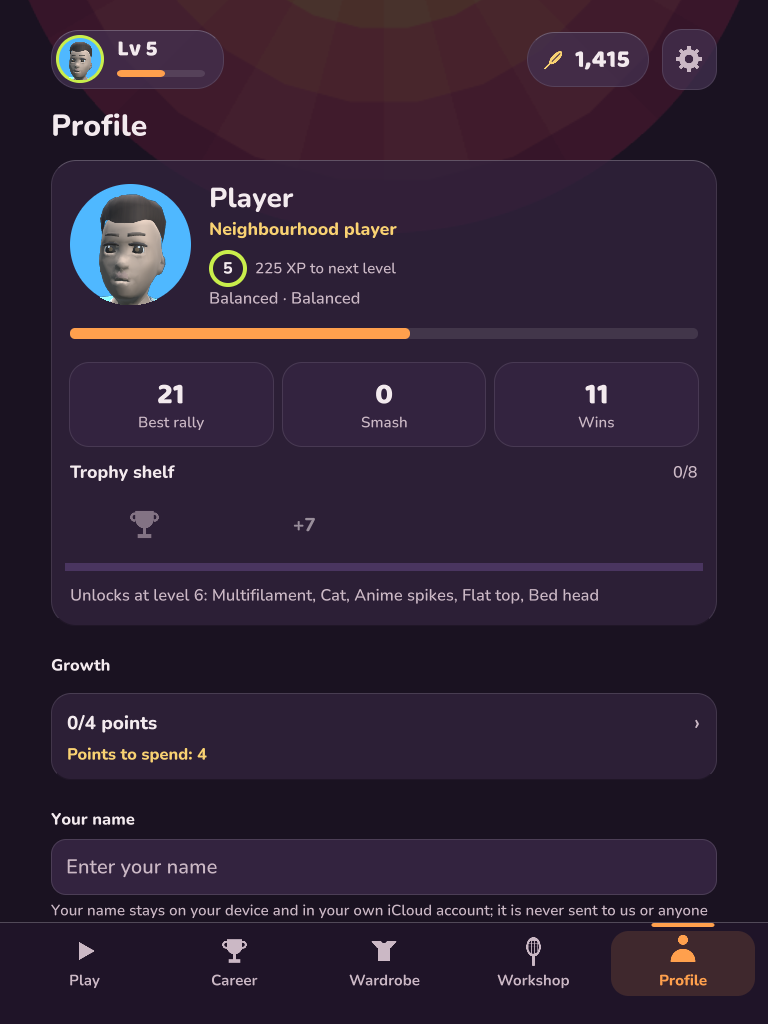 Lv 5
1,415
Profile
Player
Neighbourhood player
5
225 XP to next level
Balanced · Balanced
21
Best rally
0
Smash
11
Wins
Trophy shelf
0/8
+7
Unlocks at level 6: Multifilament, Cat, Anime spikes, Flat top, Bed head
Growth
0/4 points
›
Points to spend: 4
Your name
Enter your name
Your name stays on your device and in your own iCloud account; it is never sent to us or anyone
Play
Career
Wardrobe
Workshop
Profile